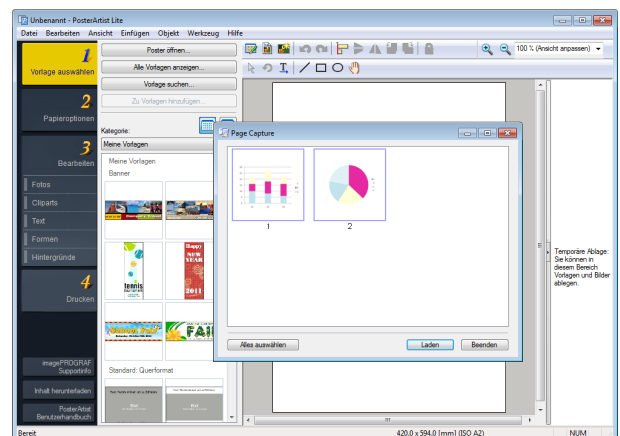 Unbenannt - PosterArtist Lite
Datei Bearbeiten Ansicht Einfügen Objekt Werkzeug Hilfe
1
Vorlage auswählen
2
Papieroptionen
3
Bearbeiten
Fotos
Cliparts
Text
Formen
Hintergründe
4
Drucken
imagePROGRAF
Supportinfo
Inhalt herunterladen
PosterArtist
Benutzerhandbuch
Poster öffnen...
Alle Vorlagen anzeigen...
Vorlage suchen...
Zu Vorlagen hinzufügen...
Kategorie:
Meine Vorlagen
Meine Vorlagen
Banner
tennis
Happy
NEW
YEAR
2011
School Fair
FAI
Standard: Querformat
100 % (Ansicht anpassen)
Page Capture
1
2
Alles auswählen
Laden
Beenden
Temporäre Ablage:
Sie können in
diesem Bereich
Vorlagen und Bilder
ablegen.
Bereit
420.0 x 594.0 [mm] (ISO A2)
NUM